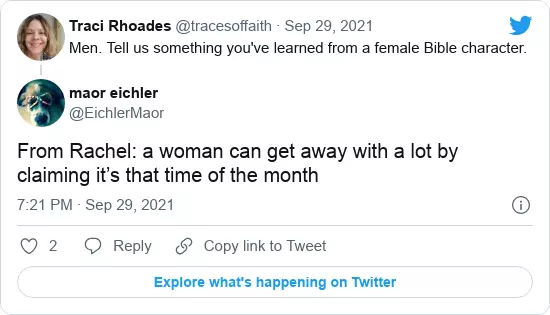 Traci Rhoades @tracesoffaith · Sep 29, 2021
Men. Tell us something you've learned from a female Bible character.
maor eichler
@EichlerMaor
From Rachel: a woman can get away with a lot by
claiming it’s that time of the month
7:21 PM · Sep 29, 2021
2 Reply Copy link to Tweet
Explore what's happening on Twitter